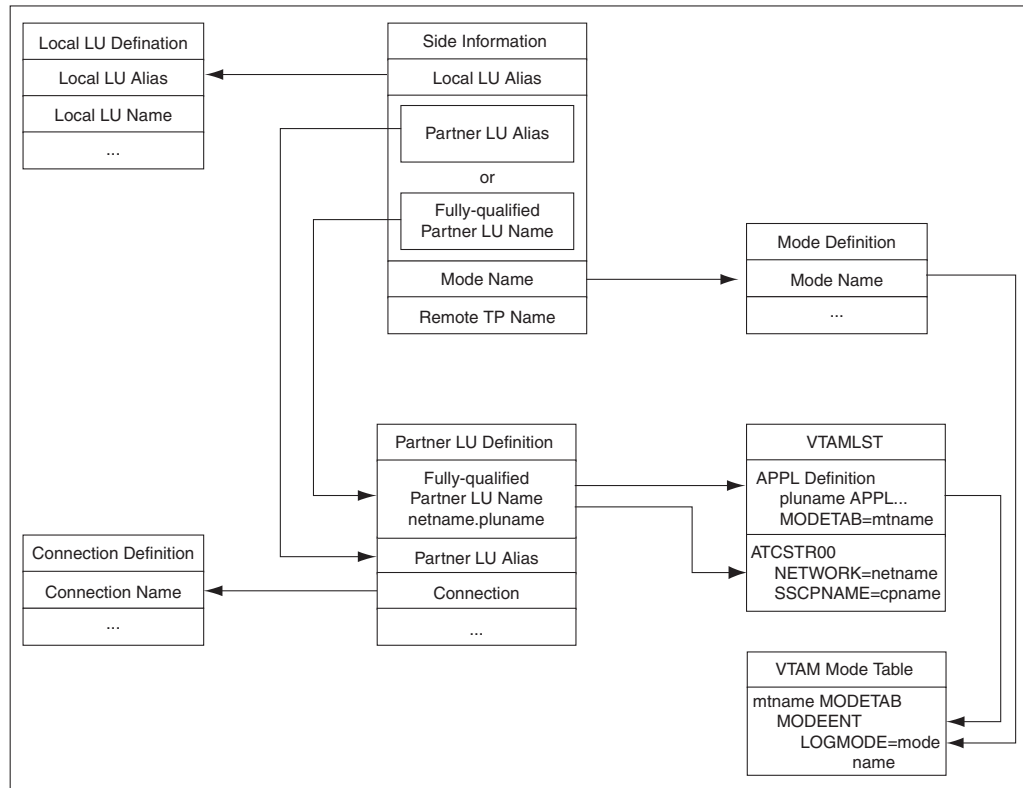 Local LU Defination
Local LU Alias
Local LU Name
...
Side Information
Local LU Alias
Partner LU Alias
or
Fully-qualified
Partner LU Name
Mode Name
Remote TP Name
Mode Definition
Mode Name
...
Partner LU Definition
Fully-qualified
Partner LU Name
netname.pluname
Partner LU Alias
Connection
...
VTAMLST
APPL Definition
pluname APPL...
MODETAB=mtname
ATCSTR00
NETWORK=netname
SSCPNAME=cpname
Connection Definition
Connection Name
...
VTAM Mode Table
mtname MODETAB
MODEENT
LOGMODE=mode
name